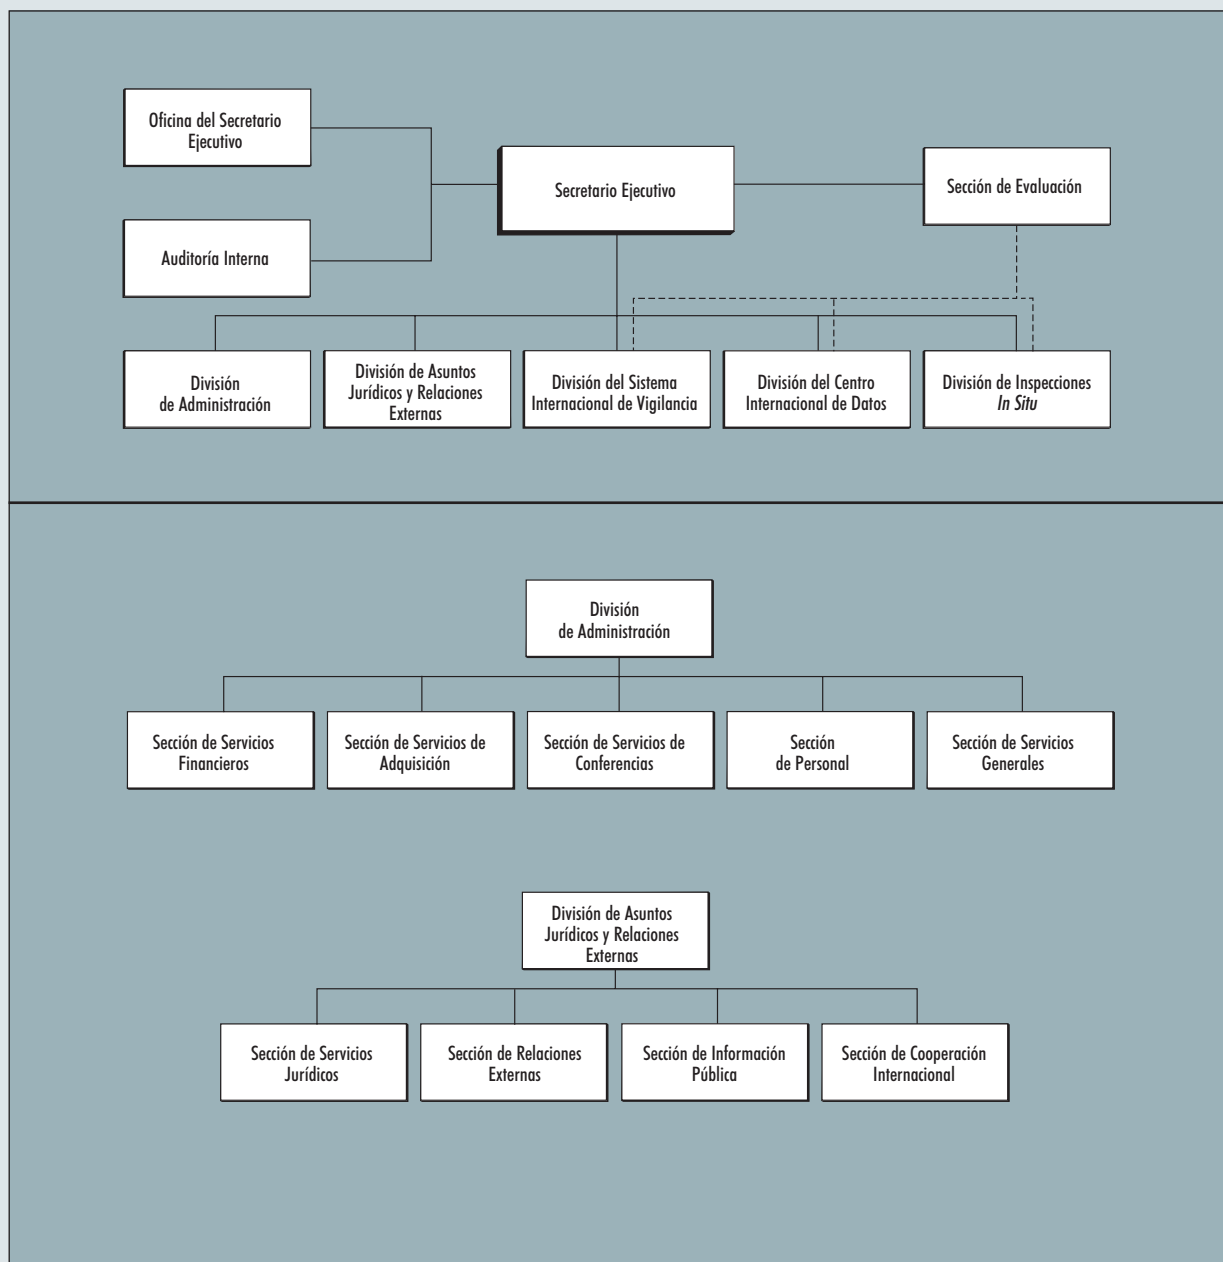 Oficina del Secretario
Ejecutivo
Secretario Ejecutivo
Sección de Evaluación
Auditoría Interna
División
de Administración
División de Asuntos
Jurídicos y Relaciones
Externas
División del Sistema
Internacional de Vigilancia
División del Centro
Internacional de Datos
División de Inspecciones
In Situ
División
de Administración
Sección de Servicios
Financieros
Sección de Servicios de
Adquisición
Sección de Servicios de
Conferencias
Sección
de Personal
Sección de Servicios
Generales
División de Asuntos
Jurídicos y Relaciones
Externas
Sección de Servicios
Jurídicos
Sección de Relaciones
Externas
Sección de Información
Pública
Sección de Cooperación
Internacional